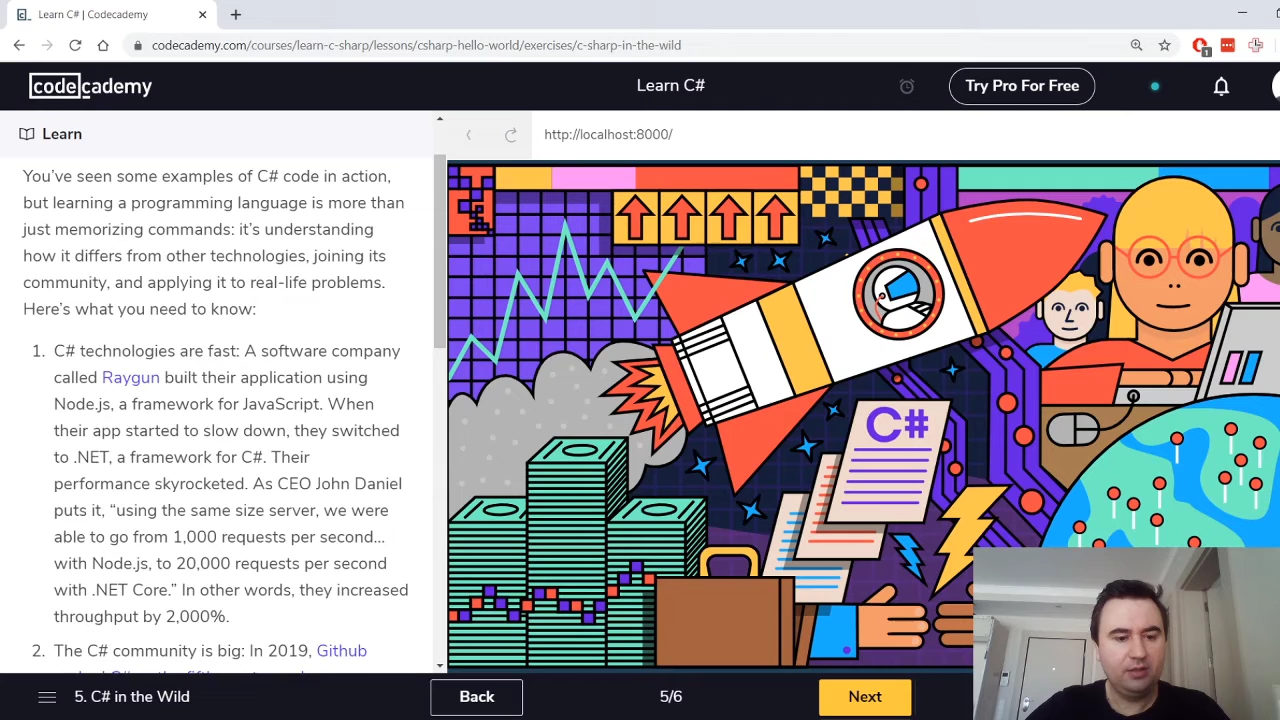 Learn C# | Codecademy
codecademy.com/courses/learn-c-sharp/lessons/csharp-hello-world/exercises/c-sharp-in-the-wild
1
codecademy
Learn C#
Try Pro For Free
Learn
http://localhost:8000/
You’ve seen some examples of C# code in action,
but learning a programming language is more than
just memorizing commands: it’s understanding
how it differs from other technologies, joining its
community, and applying it to real-life problems.
Here’s what you need to know:
1. C# technologies are fast: A software company
called Raygun built their application using
Node.js, a framework for JavaScript. When
their app started to slow down, they switched
to .NET, a framework for C#. Their
performance skyrocketed. As CEO John Daniel
puts it, “using the same size server, we were
able to go from 1,000 requests per second...
with Node.js, to 20,000 requests per second
with .NET Core.” In other words, they increased
throughput by 2,000%.
2. The C# community is big: In 2019, Github
C#
5. C# in the Wild
Back
5/6
Next